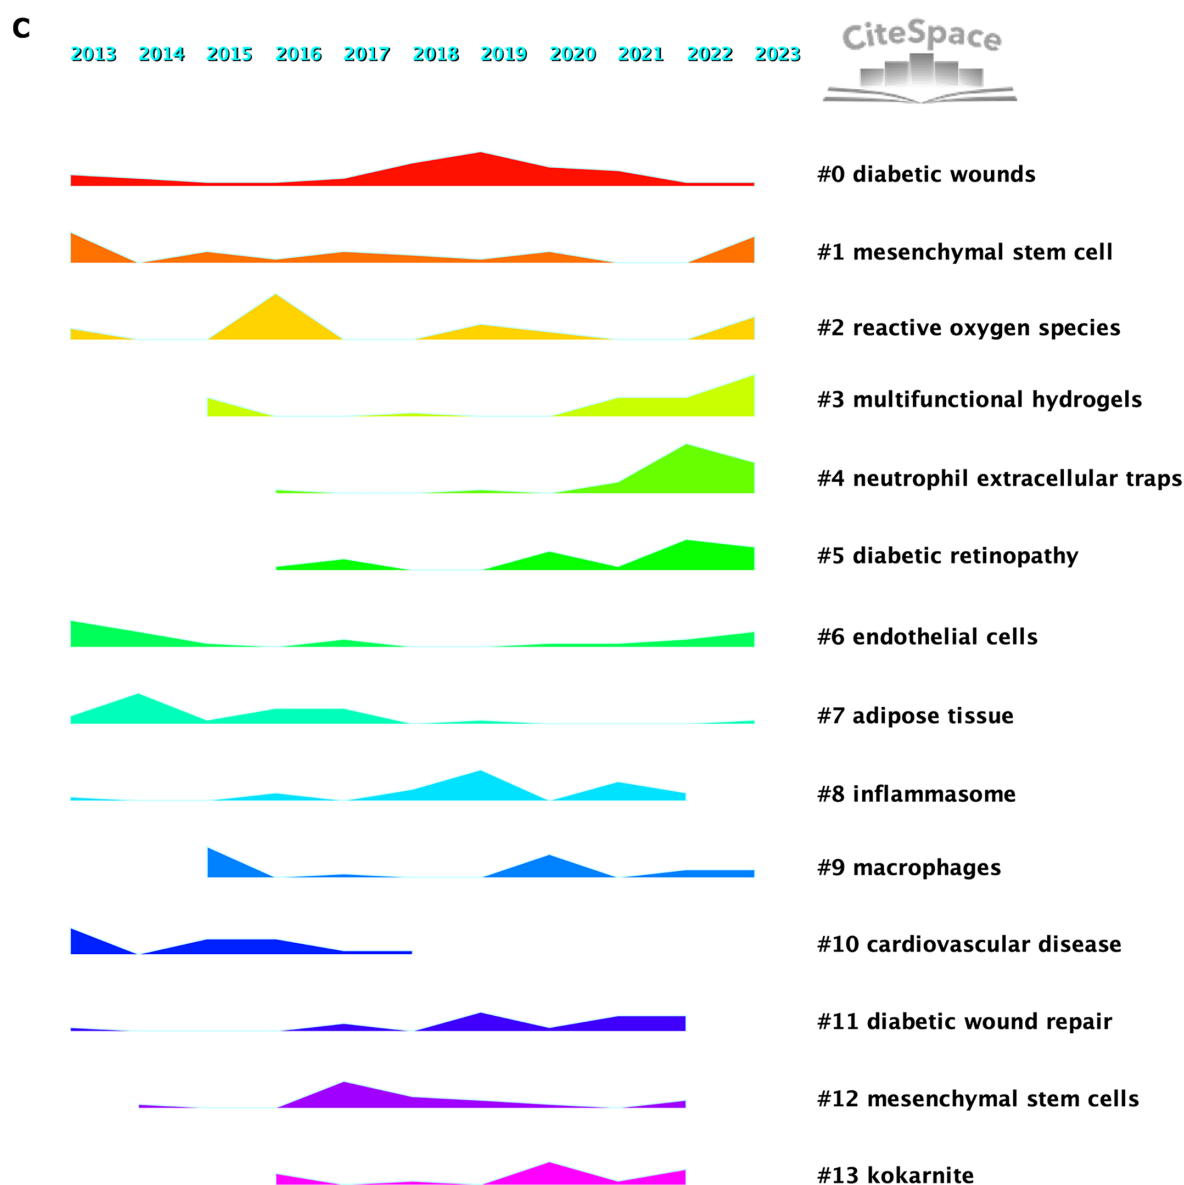 C
2013 2014 2015 2016 2017 2018 2019 2020 2021 2022 2023
CiteSpace
#0 diabetic wounds
#1 mesenchymal stem cell
#2 reactive oxygen species
#3 multifunctional hydrogels
#4 neutrophil extracellular traps
#5 diabetic retinopathy
#6 endothelial cells
#7 adipose tissue
#8 inflammasome
#9 macrophages
#10 cardiovascular disease
#11 diabetic wound repair
#12 mesenchymal stem cells
#13 kokarnite